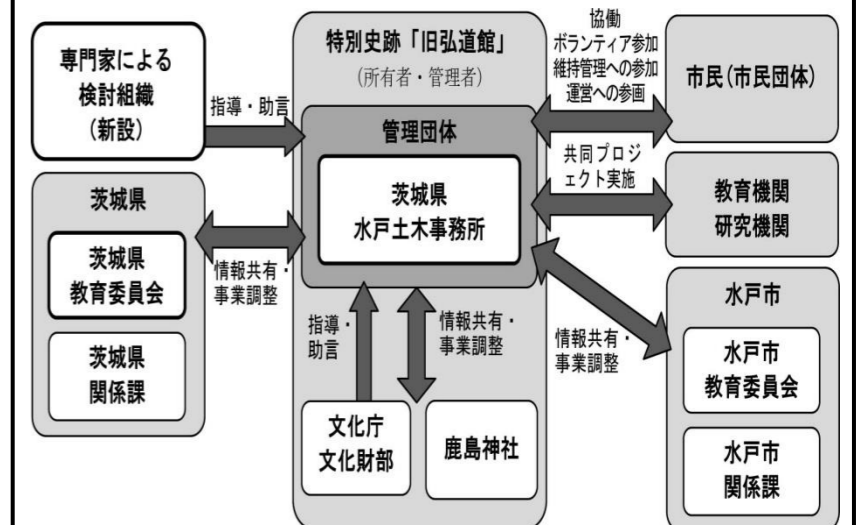 専門家による
検討組織
(新設)
指導・助言
特別史跡「旧弘道館」
(所有者・管理者)
管理団体
茨城県
水戸土木事務所
協働
ボランティア参加
維持管理への参加
運営への参画
市民(市民団体)
共同プロジ
ェクト実施
教育機関
研究機関
茨城県
茨城県
教育委員会
茨城県
関係課
情報共有・
事業調整
指導・
助言
情報共有・
事業調整
文化庁
文化財部
鹿島神社
情報共有・
事業調整
水戸市
水戸市
教育委員会
水戸市
関係課